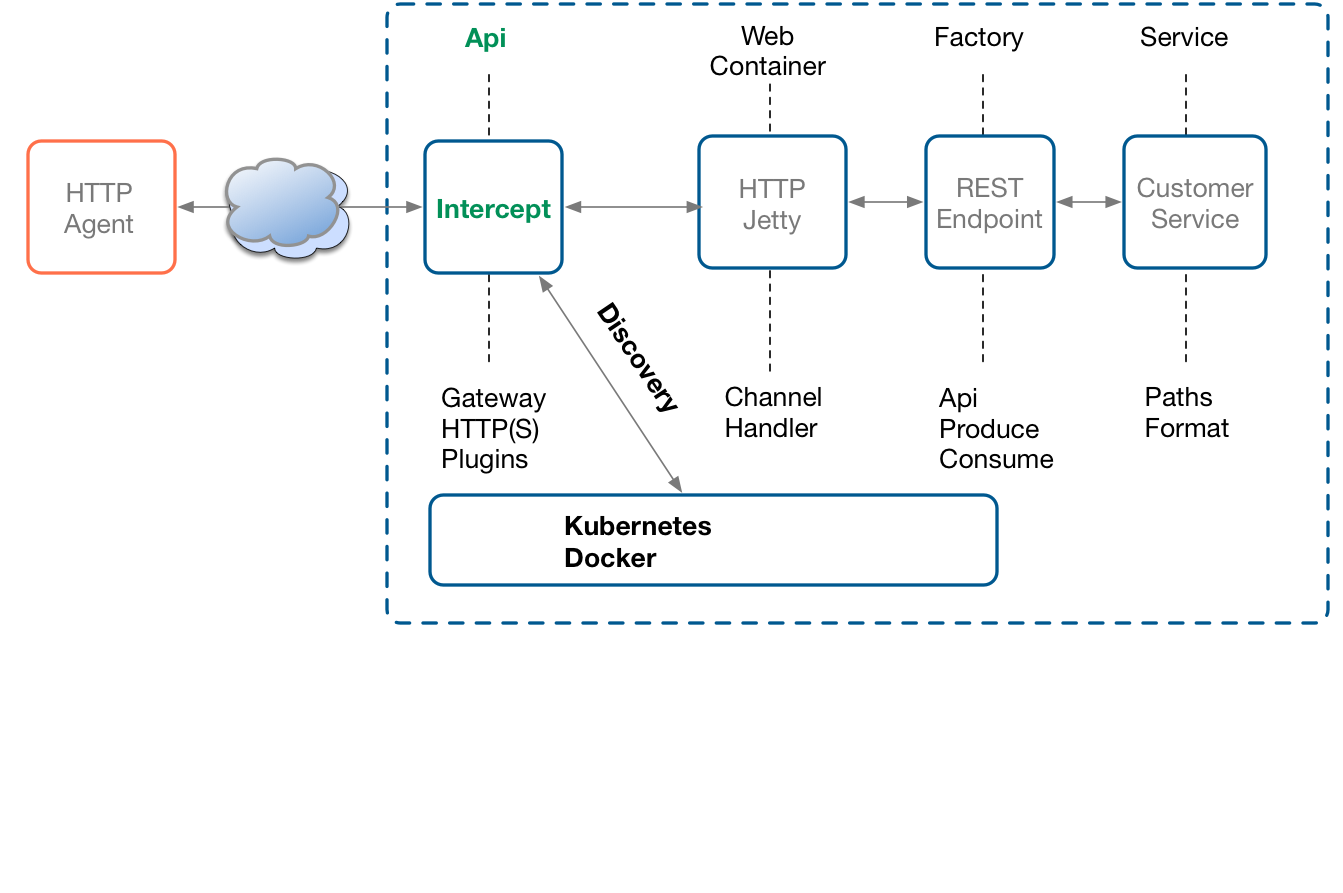 Api
Web
Container
Factory
Service
HTTP
Agent
Intercept
HTTP
Jetty
REST
Endpoint
Customer
Service
Discovery
Gateway
HTTP(S)
Plugins
Channel
Handler
Api
Produce
Consume
Paths
Format
Kubernetes
Docker